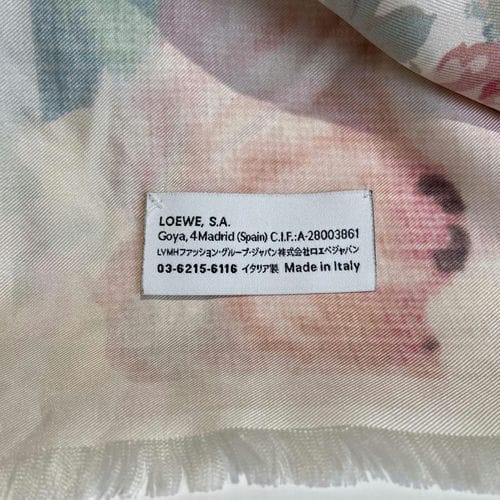 LOEWE, S.A.
Goya, 4 Madrid (Spain) C.I.F.:A-28003861
LVMHファッション・グループ・ジャパン株式会社ロエベジャパン
03-6215-6116 イタリア製 Made in Italy